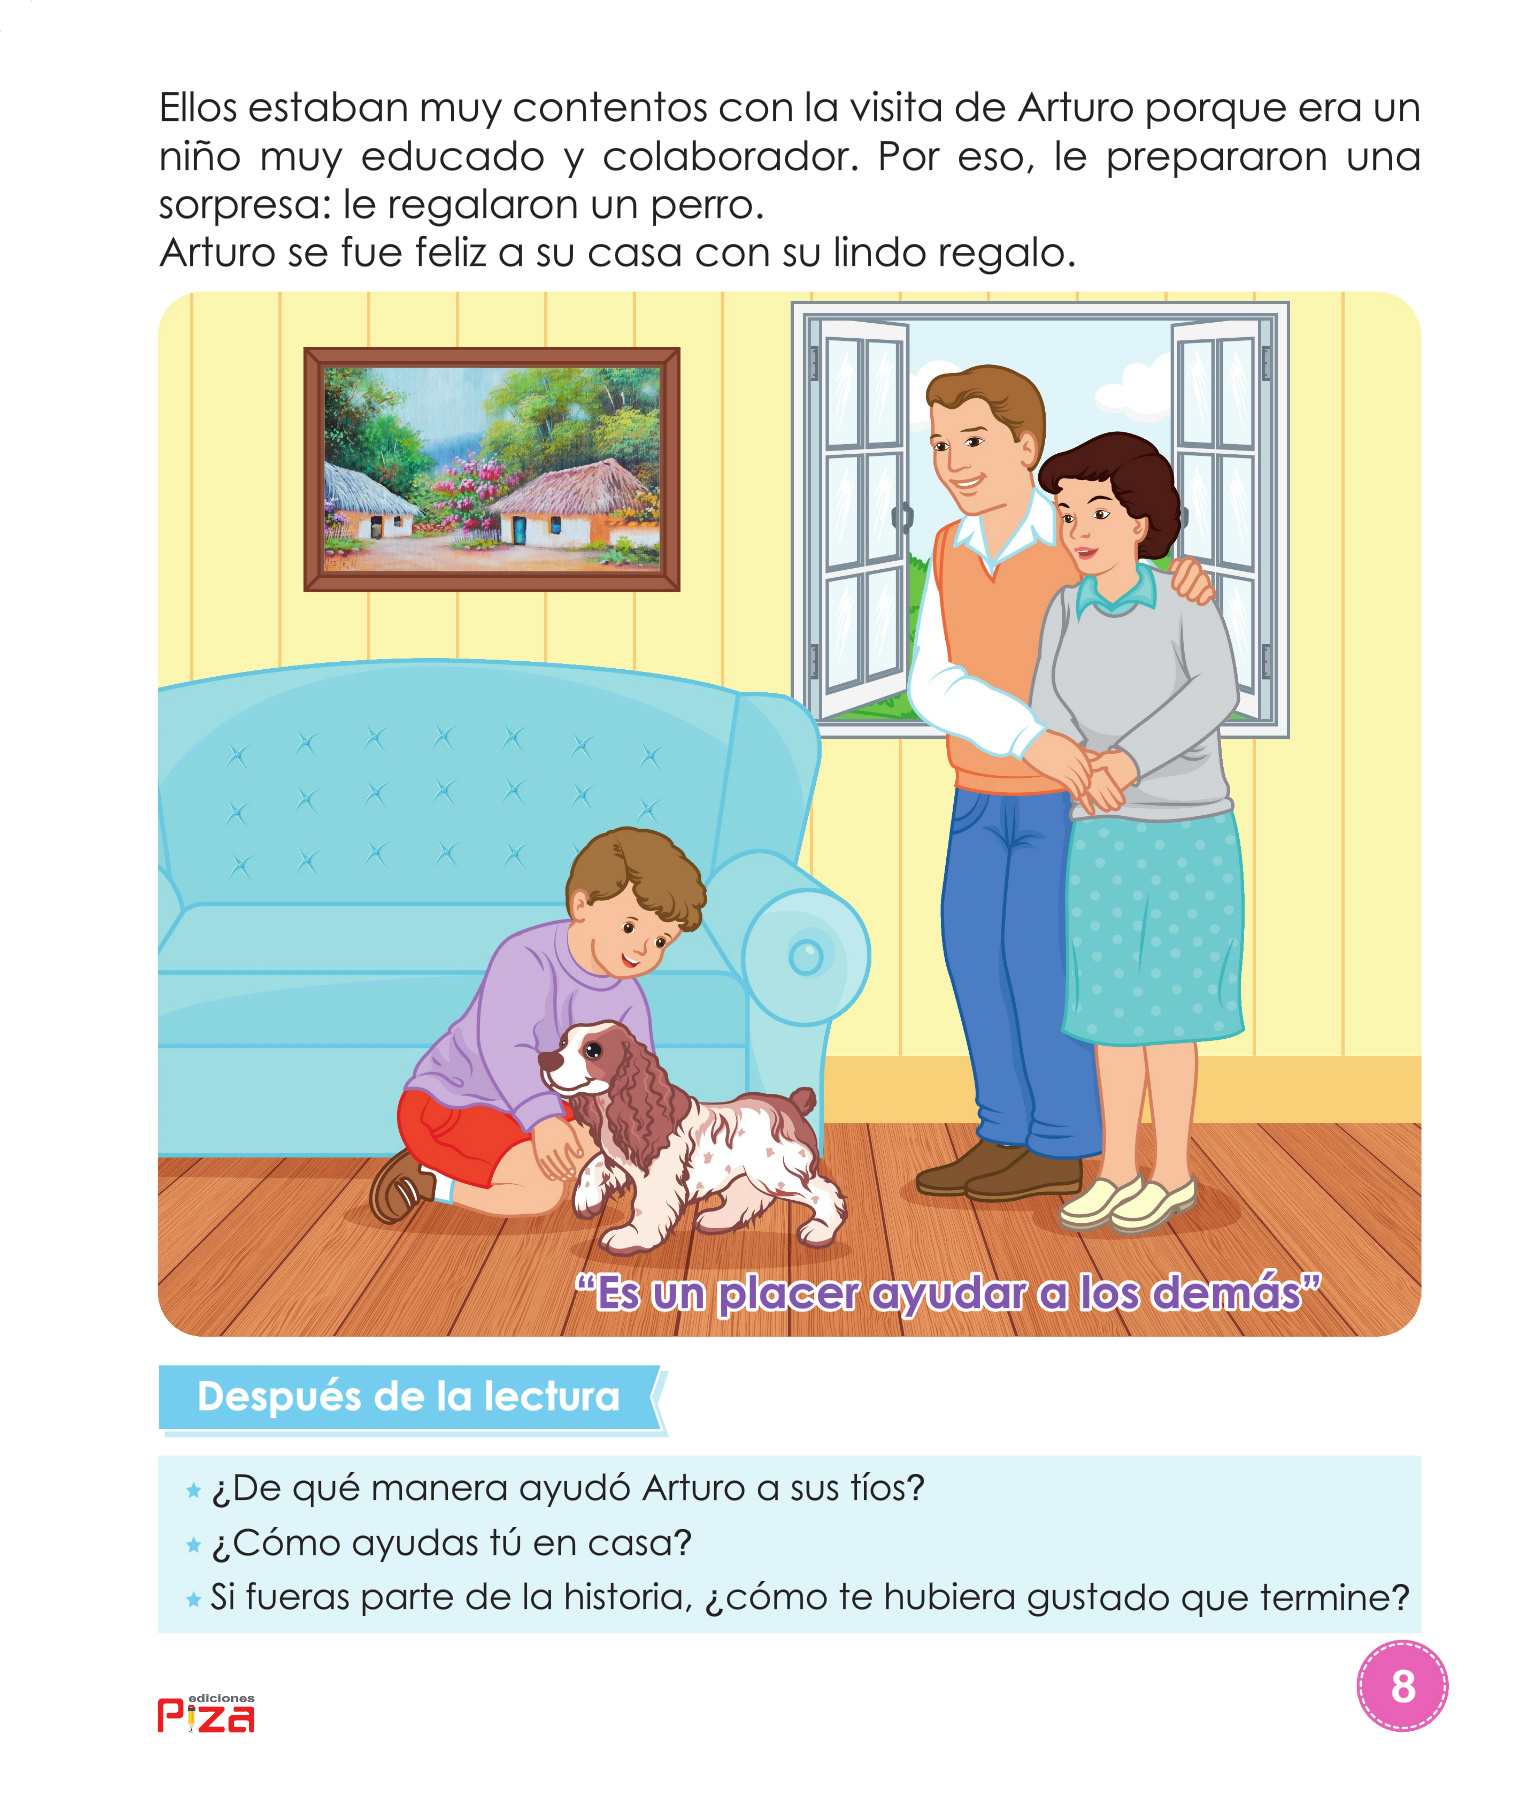 Ellos estaban muy contentos con la visita de Arturo porque era un
niño muy educado y colaborador. Por eso, le prepararon una
sorpresa: le regalaron un perro.
Arturo se fue feliz a su casa con su lindo regalo.
“Es un placer ayudar a los demás”
Después de la lectura
¿De qué manera ayudó Arturo a sus tíos?
¿Cómo ayudas tú en casa?
Si fueras parte de la historia, ¿cómo te hubiera gustado que termine?
8
ediciones
Piza